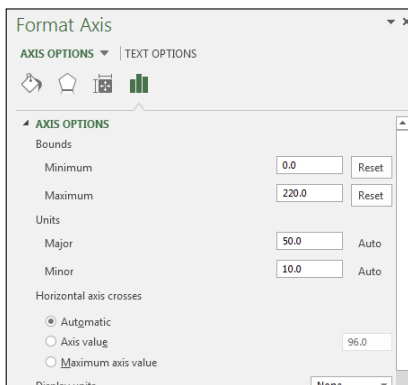 Format Axis
AXIS OPTIONS TEXT OPTIONS
AXIS OPTIONS
Bounds
Minimum 0.0 Reset
Maximum 220.0 Reset
Units
Major 50.0 Auto
Minor 10.0 Auto
Horizontal axis crosses
Automatic
Axis value 96.0
Maximum axis value
Display units None